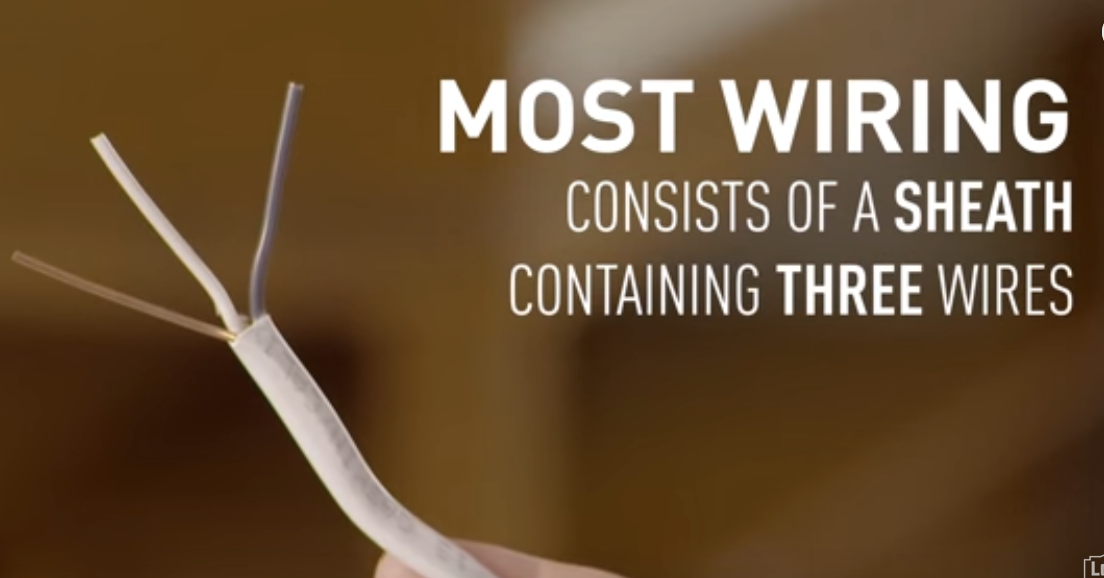 MOST WIRING
CONSISTS OF A SHEATH
CONTAINING THREE WIRES